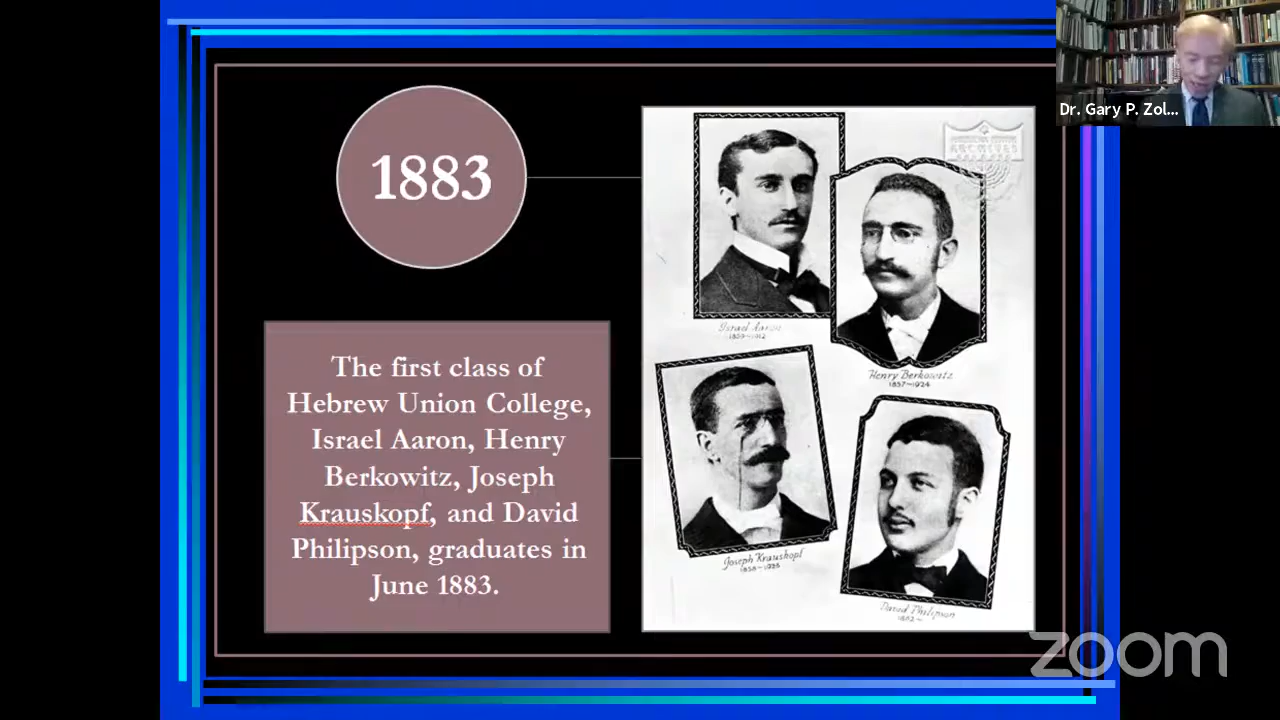 1883
The first class of
Hebrew Union College,
Israel Aaron, Henry
Berkowitz, Joseph
Krauskopf, and David
Philipson, graduates in
June 1883.
Israel Aaron
Henry Berkowitz
1857~1924
Joseph Krauskopf
David Philipson
ARCHIVES
Dr. Gary P. Zol...
zoom